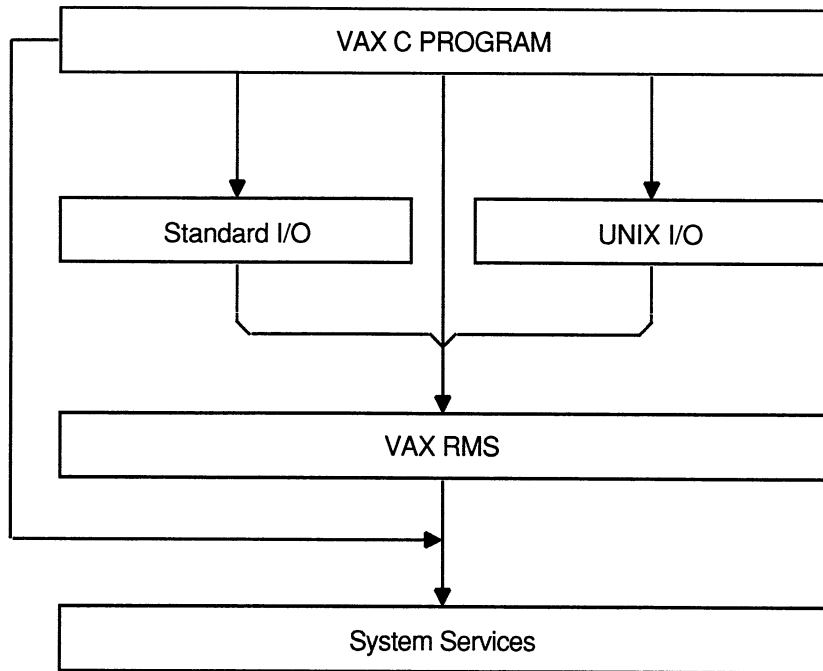 VAX C PROGRAM
Standard I/O
UNIX I/O
VAX RMS
System Services